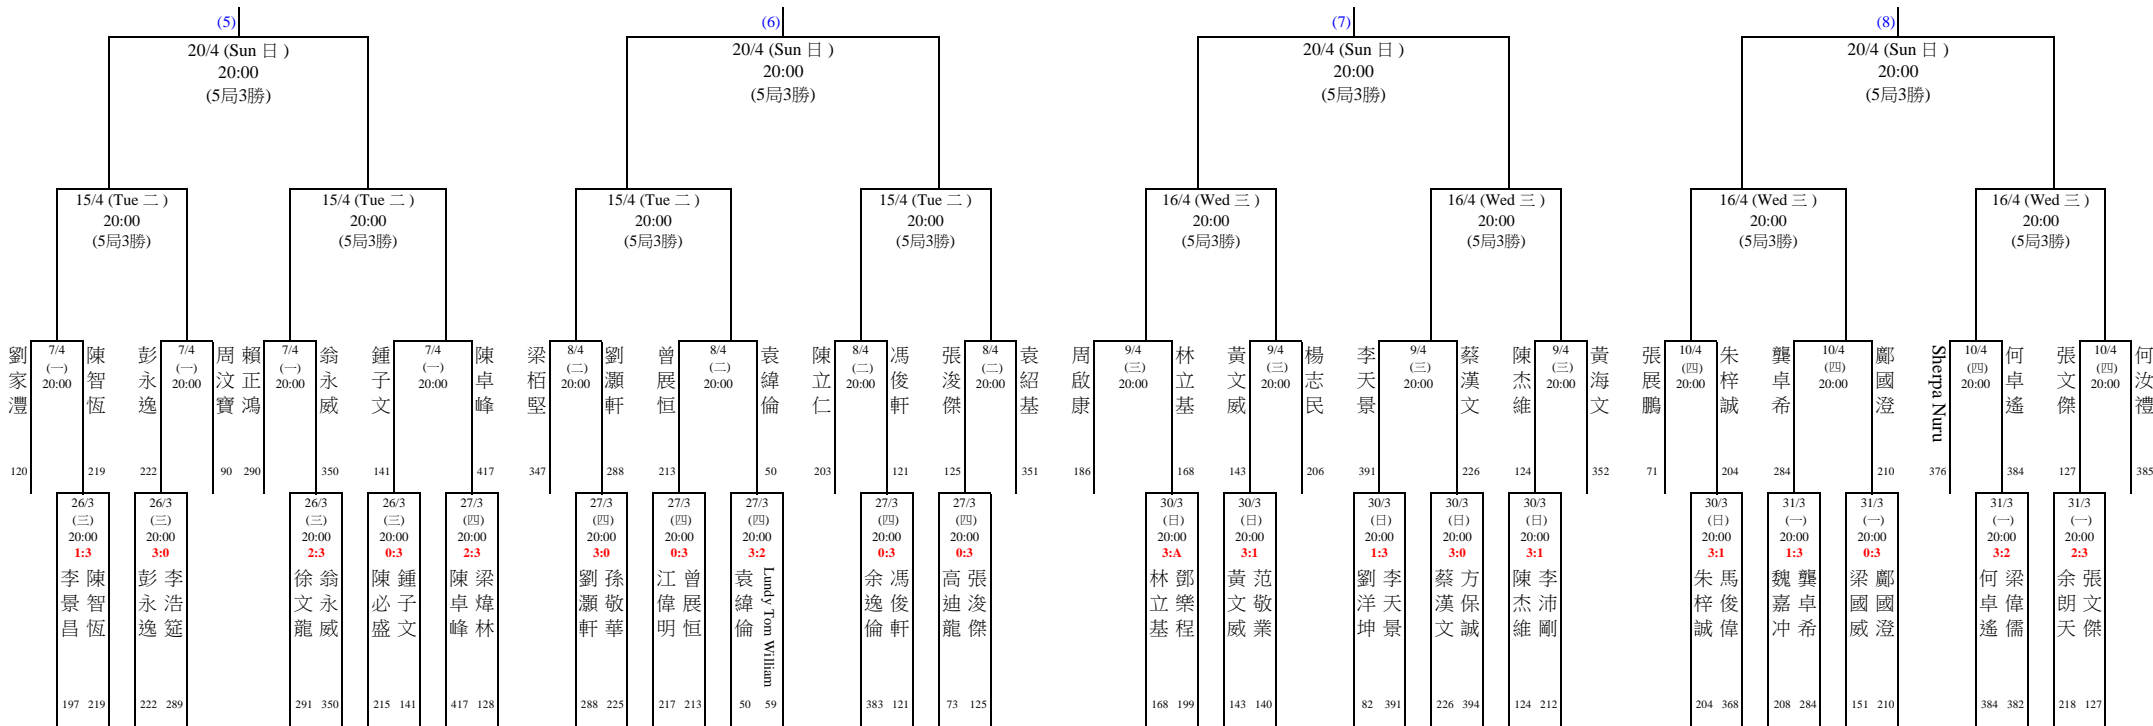 (5)
(6)
(7)
(8)
20/4 (Sun 日 )
20:00
(5局3勝)
20/4 (Sun 日 )
20:00
(5局3勝)
20/4 (Sun 日 )
20:00
(5局3勝)
20/4 (Sun 日 )
20:00
(5局3勝)
15/4 (Tue 二 )
20:00
(5局3勝)
15/4 (Tue 二 )
20:00
(5局3勝)
15/4 (Tue 二 )
20:00
(5局3勝)
15/4 (Tue 二 )
20:00
(5局3勝)
16/4 (Wed 三 )
20:00
(5局3勝)
16/4 (Wed 三 )
20:00
(5局3勝)
16/4 (Wed 三 )
20:00
(5局3勝)
16/4 (Wed 三 )
20:00
(5局3勝)
劉家灃
120
7/4
(一)
20:00
陳智恆
219
彭永逸
222
7/4
(一)
20:00
周汶寶
90
賴正鴻
290
7/4
(一)
20:00
翁永威
350
鍾子文
141
7/4
(一)
20:00
陳卓峰
417
梁栢堅
347
8/4
(二)
20:00
劉灝軒
288
曾展恒
213
8/4
(二)
20:00
袁緯倫
50
陳立仁
203
8/4
(二)
20:00
馮俊軒
121
張浚傑
125
8/4
(二)
20:00
袁紹基
351
周啟康
186
9/4
(三)
20:00
林立基
168
黃文威
143
9/4
(三)
20:00
楊志民
206
李天景
391
9/4
(三)
20:00
蔡漢文
226
陳杰維
124
9/4
(三)
20:00
黃海文
352
張展鵬
71
10/4
(四)
20:00
朱梓誠
204
龔卓希
284
10/4
(四)
20:00
鄺國澄
210
Sherpa Nuru
376
10/4
(四)
20:00
何卓遙
384
張文傑
127
10/4
(四)
20:00
何汝禮
385
26/3
(三)
20:00
1:3
李景昌
陳智恆
197 219
26/3
(三)
20:00
3:0
彭永逸
李浩筵
222 289
26/3
(三)
20:00
2:3
徐文龍
翁永威
291 350
26/3
(三)
20:00
0:3
陳必盛
鍾子文
215 141
27/3
(四)
20:00
2:3
陳卓峰
梁煒林
417 128
27/3
(四)
20:00
3:0
劉灝軒
孫敬華
288 225
27/3
(四)
20:00
0:3
江偉明
曾展恒
217 213
27/3
(四)
20:00
3:2
袁緯倫
Lundy Tom William
50 59
27/3
(四)
20:00
0:3
余逸倫
馮俊軒
383 121
27/3
(四)
20:00
0:3
高迪龍
張浚傑
73 125
30/3
(日)
20:00
3:A
林立基
鄧樂程
168 199
30/3
(日)
20:00
3:1
黃文威
范敬業
143 140
30/3
(日)
20:00
1:3
劉洋坤
李天景
82 391
30/3
(日)
20:00
3:0
蔡漢文
方保誠
226 394
30/3
(日)
20:00
3:1
陳杰維
李沛剛
124 212
30/3
(日)
20:00
3:1
朱梓誠
馬俊偉
204 368
31/3
(一)
20:00
1:3
魏嘉冲
龔卓希
208 284
31/3
(一)
20:00
0:3
梁國威
鄺國澄
151 210
31/3
(一)
20:00
3:2
何卓遙
梁偉儒
384 382
31/3
(一)
20:00
2:3
余朗天
張文傑
218 127